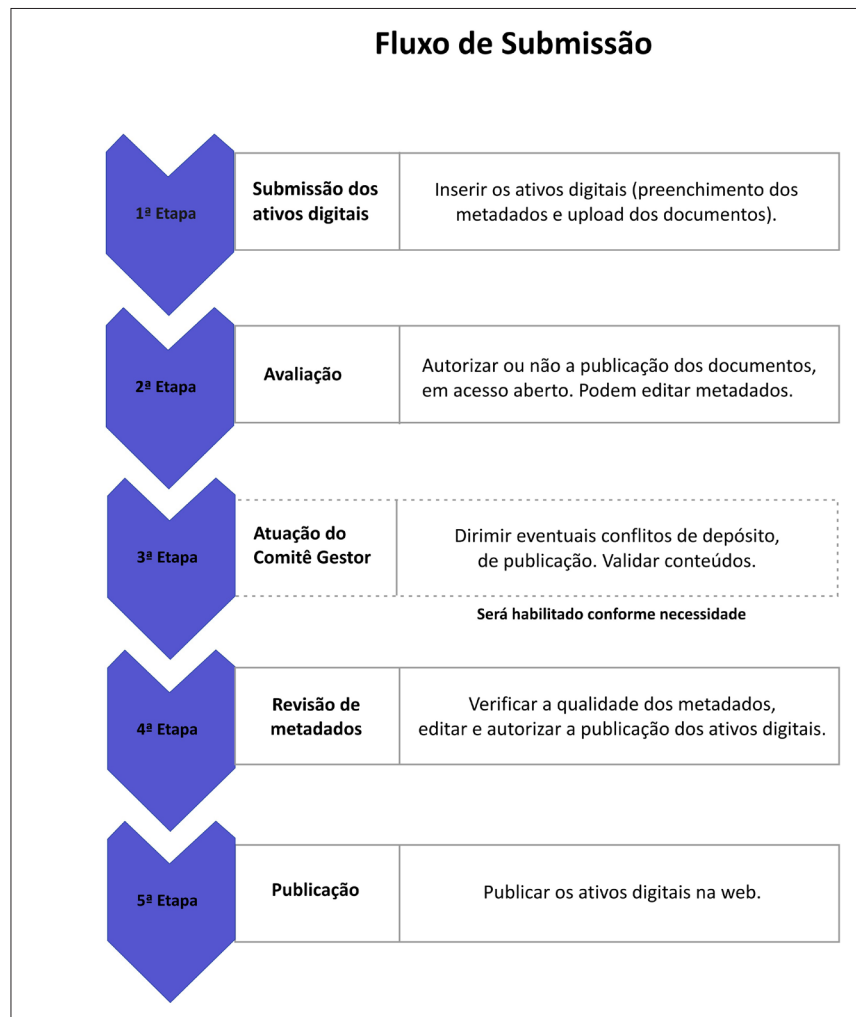 Fluxo de Submissão
1ª Etapa
Submissão dos
ativos digitais
Inserir os ativos digitais (preenchimento dos
metadados e upload dos documentos).
2ª Etapa
Avaliação
Autorizar ou não a publicação dos documentos,
em acesso aberto. Podem editar metadados.
3ª Etapa
Atuação do
Comitê Gestor
Dirimir eventuais conflitos de depósito,
de publicação. Validar conteúdos.
Será habilitado conforme necessidade
4ª Etapa
Revisão de
metadados
Verificar a qualidade dos metadados,
editar e autorizar a publicação dos ativos digitais.
5ª Etapa
Publicação
Publicar os ativos digitais na web.